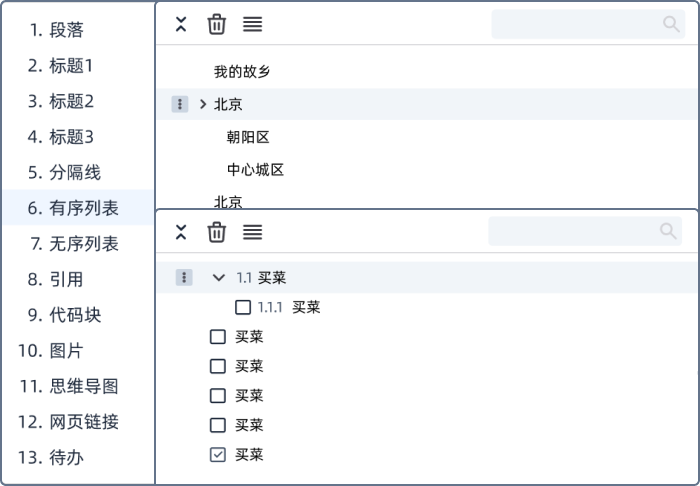 1. 段落
2. 标题1
3. 标题2
4. 标题3
5. 分隔线
6. 有序列表
7. 无序列表
8. 引用
9. 代码块
10. 图片
11. 思维导图
12. 网页链接
13. 待办
我的故乡
北京
朝阳区
中心城区
北京
1.1 买菜
1.1.1 买菜
买菜
买菜
买菜
买菜
买菜